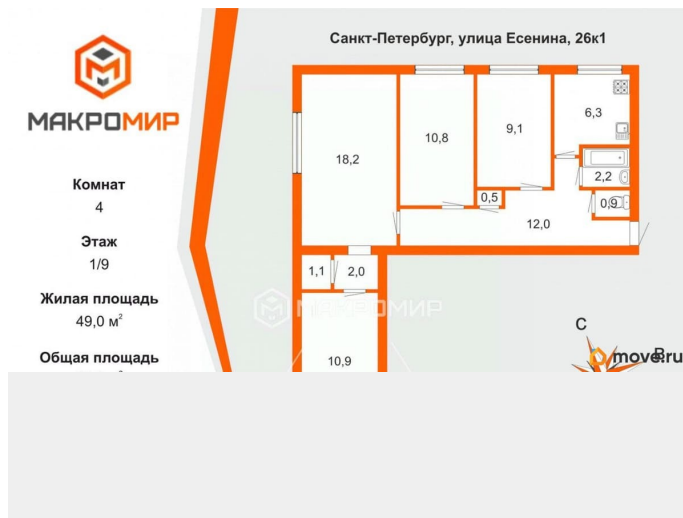 Санкт-Петербург, улица Есенина, 26к1
МАКРОМИР
Комнат
4
Этаж
1/9
Жилая площадь
49,0 м²
Общая площадь
18,2
10,8
9,1
6,3
2,2
0,5
0,9
12,0
1,1
2,0
МАКРОМИР
10,9
С
В
move.ru